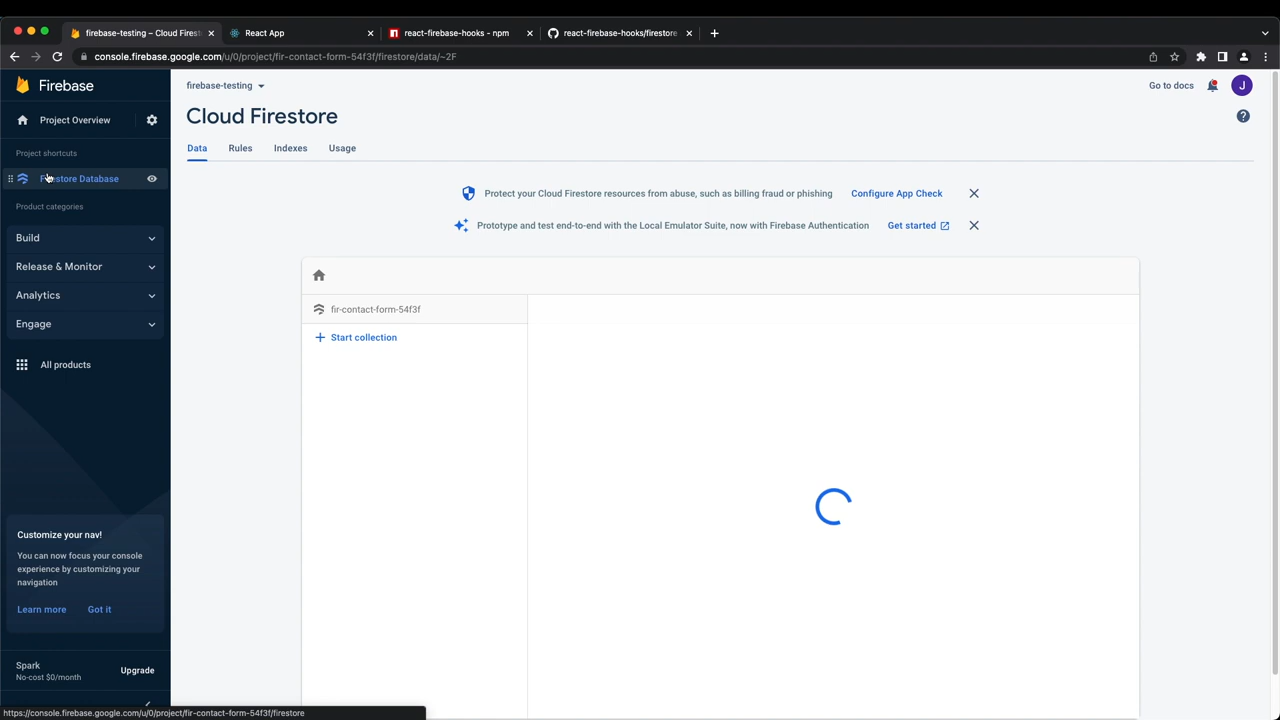 firebase-testing – Cloud Firest
React App
react-firebase-hooks - npm
react-firebase-hooks/firestore
console.firebase.google.com/u/0/project/fir-contact-form-54f3f/firestore/data/~2F
Firebase
firebase-testing
Go to docs
J
Project Overview
Cloud Firestore
Data
Rules
Indexes
Usage
Project shortcuts
Firestore Database
Product categories
Build
Release & Monitor
Analytics
Engage
All products
Protect your Cloud Firestore resources from abuse, such as billing fraud or phishing
Configure App Check
Prototype and test end-to-end with the Local Emulator Suite, now with Firebase Authentication
Get started
fir-contact-form-54f3f
Start collection
Customize your nav!
You can now focus your console
experience by customizing your
navigation
Learn more
Got it
Spark
No-cost $0/month
Upgrade
https://console.firebase.google.com/u/0/project/fir-contact-form-54f3f/firestore